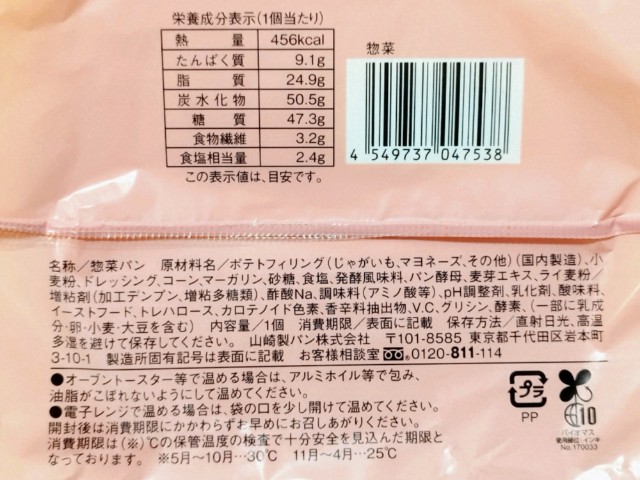 栄養成分表示(1個当たり)
熱量 456kcal
たんぱく質 9.1g
脂質 24.9g
炭水化物 50.5g
糖質 47.3g
食物繊維 3.2g
食塩相当量 2.4g
この表示値は、目安です。
惣菜
4 549737 047538
名称/惣菜パン 原材料名/ポテトフィリング(じゃがいも、マヨネーズ、その他)(国内製造)、小
麦粉、ドレッシング、コーン、マーガリン、砂糖、食塩、発酵風味料、パン酵母、麦芽エキス、ライ麦粉/
増粘剤(加工デンプン、増粘多糖類)、酢酸Na、調味料(アミノ酸等)、pH調整剤、乳化剤、酸味料、
イーストフード、トレハロース、カロテノイド色素、香辛料抽出物、V.C、グリシン、酵素、(一部に乳成
分・卵・小麦・大豆を含む) 内容量/1個 消費期限/表面に記載 保存方法/直射日光、高温
多湿を避けて保存してください。 山崎製パン株式会社 〒101-8585 東京都千代田区岩本町
3-10-1 製造所固有記号は表面に記載 お客様相談室 0120-811-114
●オーブントースター等で温める場合は、アルミホイル等で包み、
油脂がこぼれないようにして温めてください。
●電子レンジで温める場合は、袋の口を少し開けて温めてください。
開封後は消費期限にかかわらずお早めにお召しあがりください。
消費期限は(※)℃の保管温度の検査で十分安全を見込んだ期限と
なっております。 ※5月〜10月…30℃ 11月〜4月…25℃
プラ
PP
10
バイオマス
使用部位:インキ
No.170033